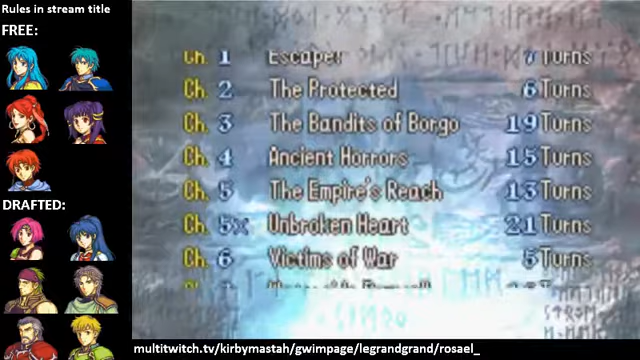 Rules in stream title
FREE:
DRAFTED:
Ch. 1 Escape! 7 Turns
Ch. 2 The Protected 6 Turns
Ch. 3 The Bandits of Borgo 19 Turns
Ch. 4 Ancient Horrors 15 Turns
Ch. 5 The Empire's Reach 13 Turns
Ch. 5x Unbroken Heart 21 Turns
Ch. 6 Victims of War 5 Turns
multitwitch.tv/kirbymastah/gwimpage/legrandgrand/rosael_